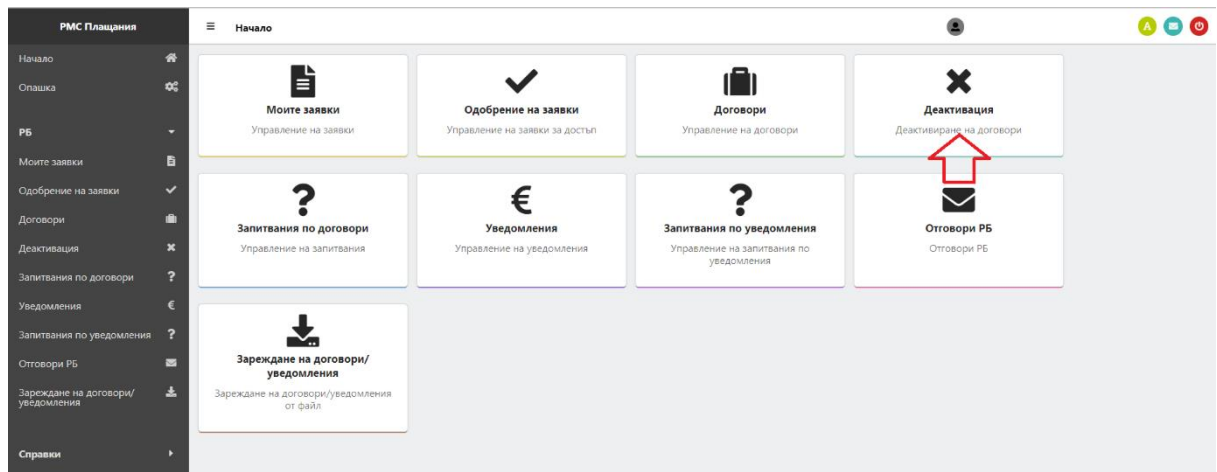 РМС Плащания
Начало
Опашка
РБ
Моите заявки
Одобрение на заявки
Договори
Деактивация
Запитвания по договори
Уведомления
Запитвания по уведомления
Отговори РБ
Зареждане на договори/
уведомления
Справки
Начало
A
Моите заявки
Управление на заявки
Одобрение на заявки
Управление на заявки за достъп
Договори
Управление на договори
Деактивация
Деактивиране на договори
Запитвания по договори
Управление на запитвания
Уведомления
Управление на уведомления
Запитвания по уведомления
Управление на запитвания по
уведомления
Отговори РБ
Отговори РБ
Зареждане на договори/
уведомления
Зареждане на договори/уведомления
от файл